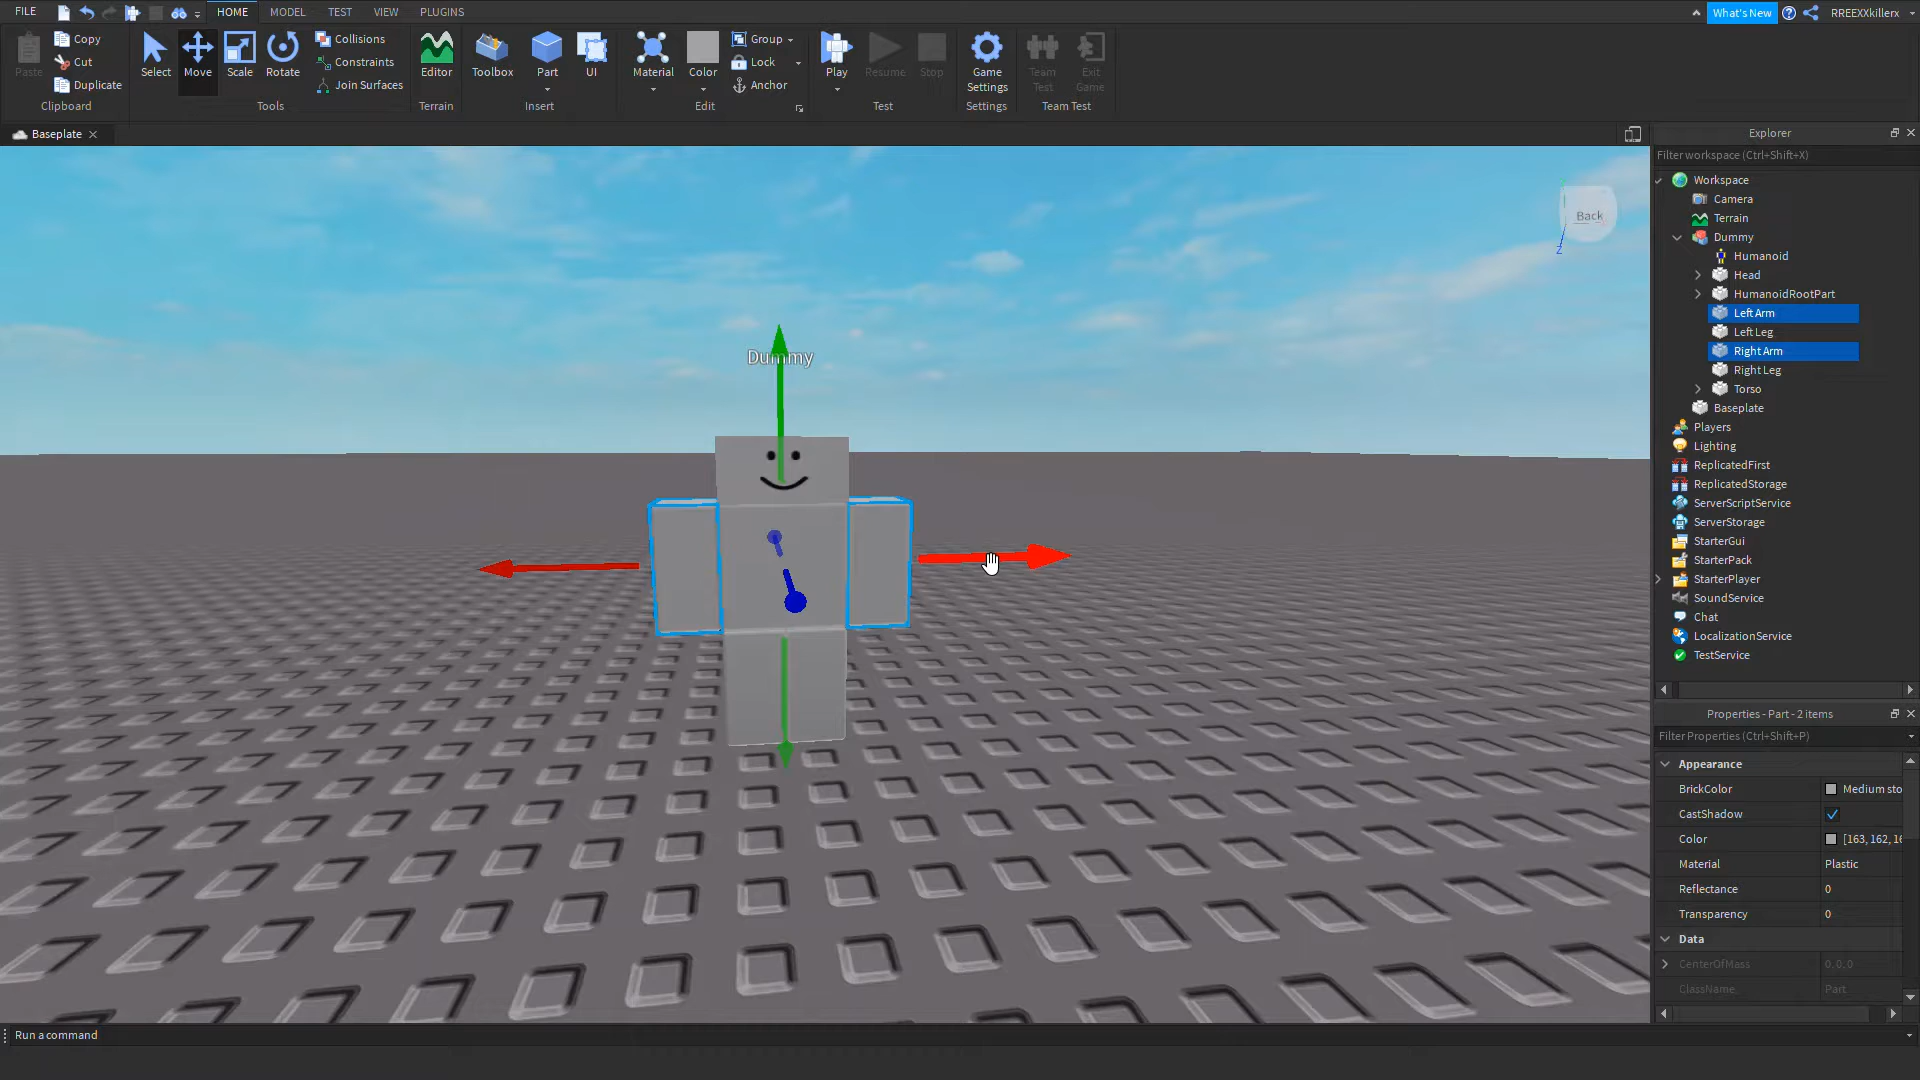 FILE HOME MODEL TEST VIEW PLUGINS What's New RREEXXkillerx
Paste Copy Cut Duplicate
Select Move Scale Rotate Collisions Constraints Join Surfaces
Editor Toolbox Part UI Material Color Group Lock Anchor
Play Resume Stop Game Settings Team Test Exit Game
Clipboard Tools Terrain Insert Edit Test Settings Team Test
Baseplate
Explorer
Filter workspace (Ctrl+Shift+X)
Workspace
Camera
Terrain
Dummy
Humanoid
Head
HumanoidRootPart
Left Arm
Left Leg
Right Arm
Right Leg
Torso
Baseplate
Players
Lighting
ReplicatedFirst
ReplicatedStorage
ServerScriptService
ServerStorage
StarterGui
StarterPack
StarterPlayer
SoundService
Chat
LocalizationService
TestService
Back
Z
Dummy
Properties - Part - 2 items
Filter Properties (Ctrl+Shift+P)
Appearance
BrickColor Medium sto
CastShadow
Color [163, 162, 16
Material Plastic
Reflectance 0
Transparency 0
Data
CenterOfMass 0, 0, 0
ClassName Part
Run a command